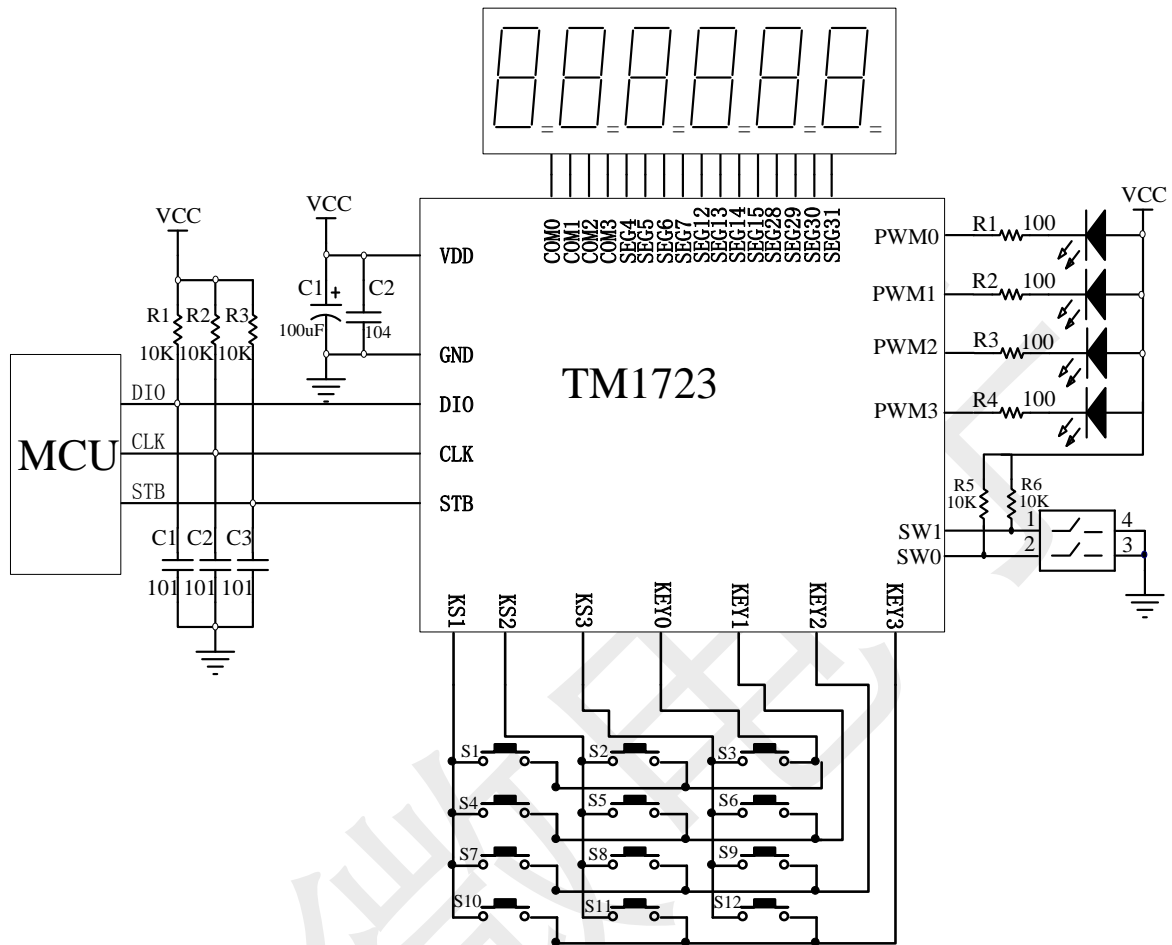 COM0
COM1
COM2
COM3
SEG4
SEG5
SEG6
SEG7
SEG12
SEG13
SEG14
SEG15
SEG28
SEG29
SEG30
SEG31
VCC
VCC
VCC
VDD
C1
+
100uF
C2
104
GND
R1
10K
R2
10K
R3
10K
MCU
DIO
CLK
STB
DIO
CLK
STB
C1
101
C2
101
C3
101
TM1723
PWM0
R1
100
PWM1
R2
100
PWM2
R3
100
PWM3
R4
100
R5
10K
R6
10K
SW1
1
4
SW0
2
3
KS1
KS2
KS3
KEY0
KEY1
KEY2
KEY3
S1
S2
S3
S4
S5
S6
S7
S8
S9
S10
S11
S12